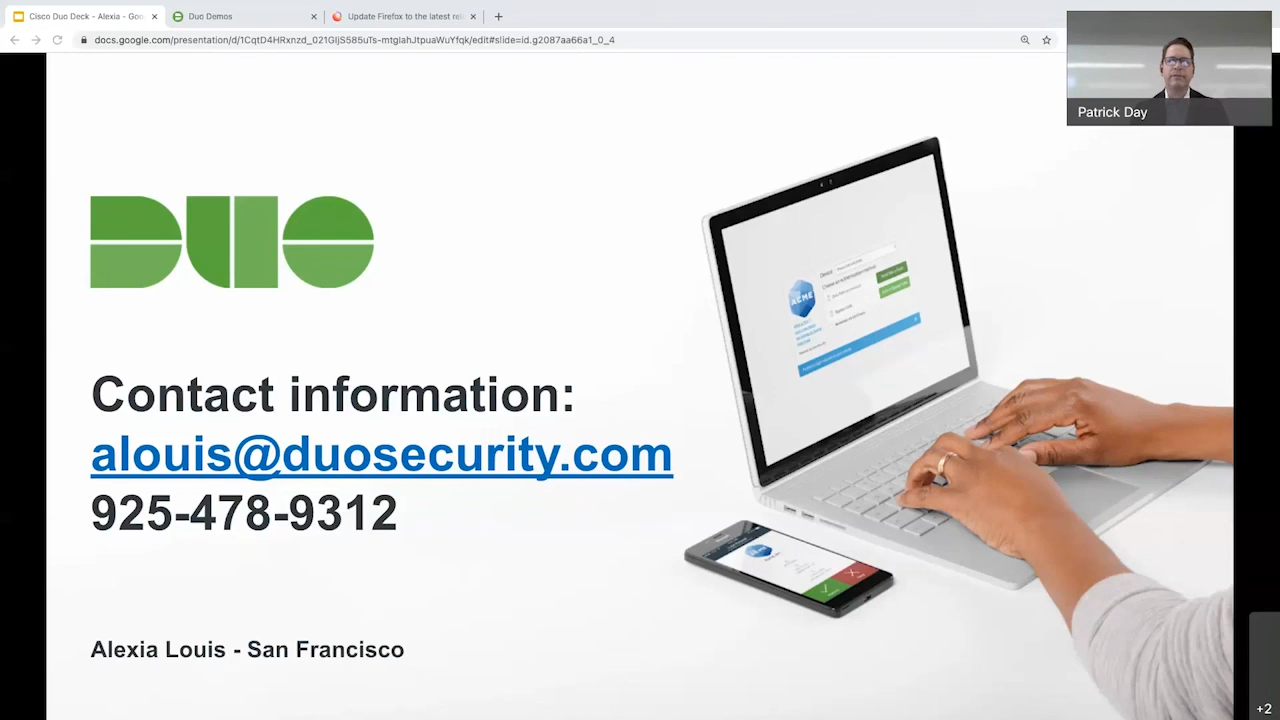 Cisco Duo Deck - Alexia - Goo
Duo Demos
Update Firefox to the latest rel
docs.google.com/presentation/d/1CqtD4HRxnzd_021GIjS585uTs-mtglahJtpuaWuYfqk/edit#slide=id.g2087aa66a1_0_4
Patrick Day
DUO
ACME
Contact information:
alouis@duosecurity.com
925-478-9312
Alexia Louis - San Francisco
+2